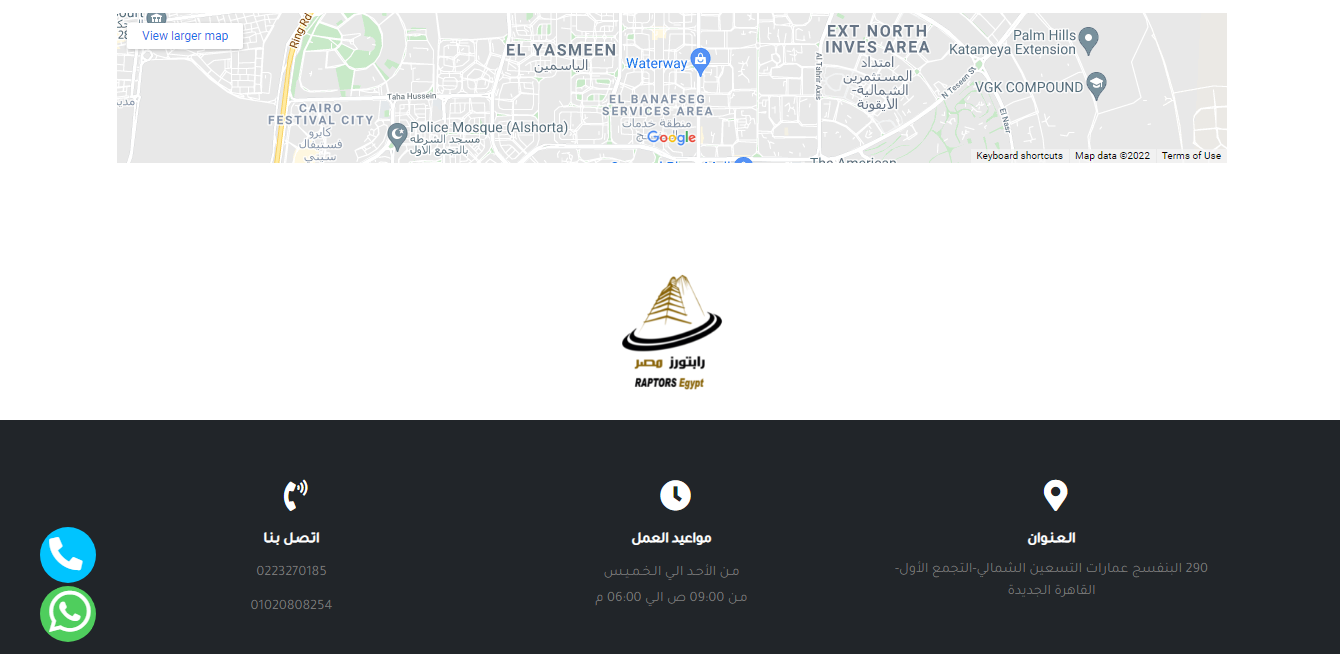 View larger map
Ring Rd
EL YASMEEN
الياسمين
Waterway
EXT NORTH
INVES AREA
امتداد
المستثمرين
الشمالية-
الأيقونة
Palm Hills
Katameya Extension
VGK COMPOUND
N Teseen St
Al Tahrir Axis
El Nasr
Taha Hussein
CAIRO
FESTIVAL CITY
كايرو
فستيفال
سيتي
Police Mosque (Alshorta)
مسجد الشرطه
بالتجمع الأول
EL BANAFSEG
SERVICES AREA
منطقة خدمات
Google
The American
Keyboard shortcuts
Map data ©2022
Terms of Use
رابتورز مصر
RAPTORS Egypt
العنوان
290 البنفسج عمارات التسعين الشمالي-التجمع الأول-
القاهرة الجديدة
مواعيد العمل
من الأحد الي الخميس
من 09:00 ص الي 06:00 م
اتصل بنا
0223270185
01020808254